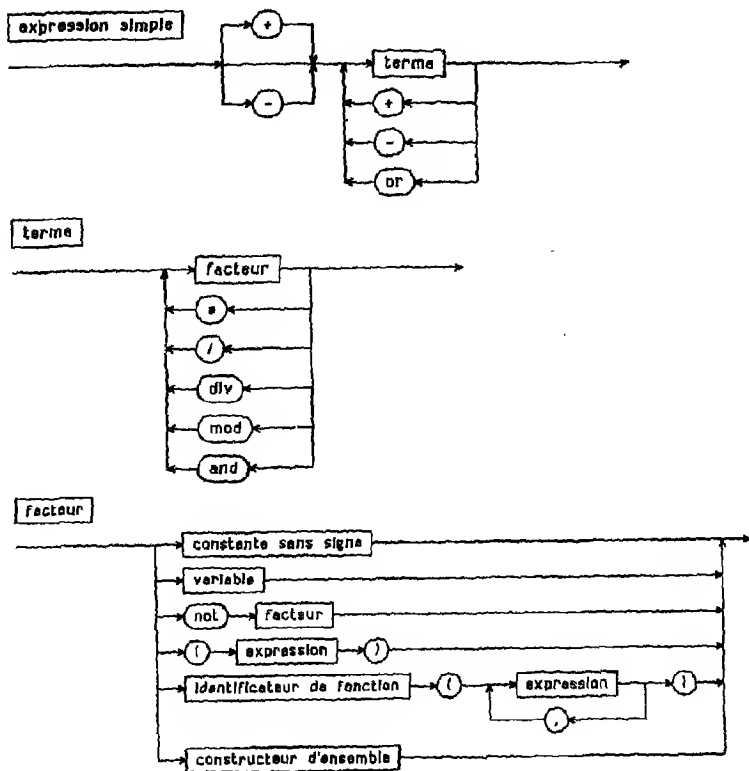 expression simple
+
-
terme
+
-
or
terme
facteur
*
/
div
mod
and
facteur
constante sans signe
variable
not facteur
( expression )
identificateur de fonction ( expression )
,
constructeur d'ensemble